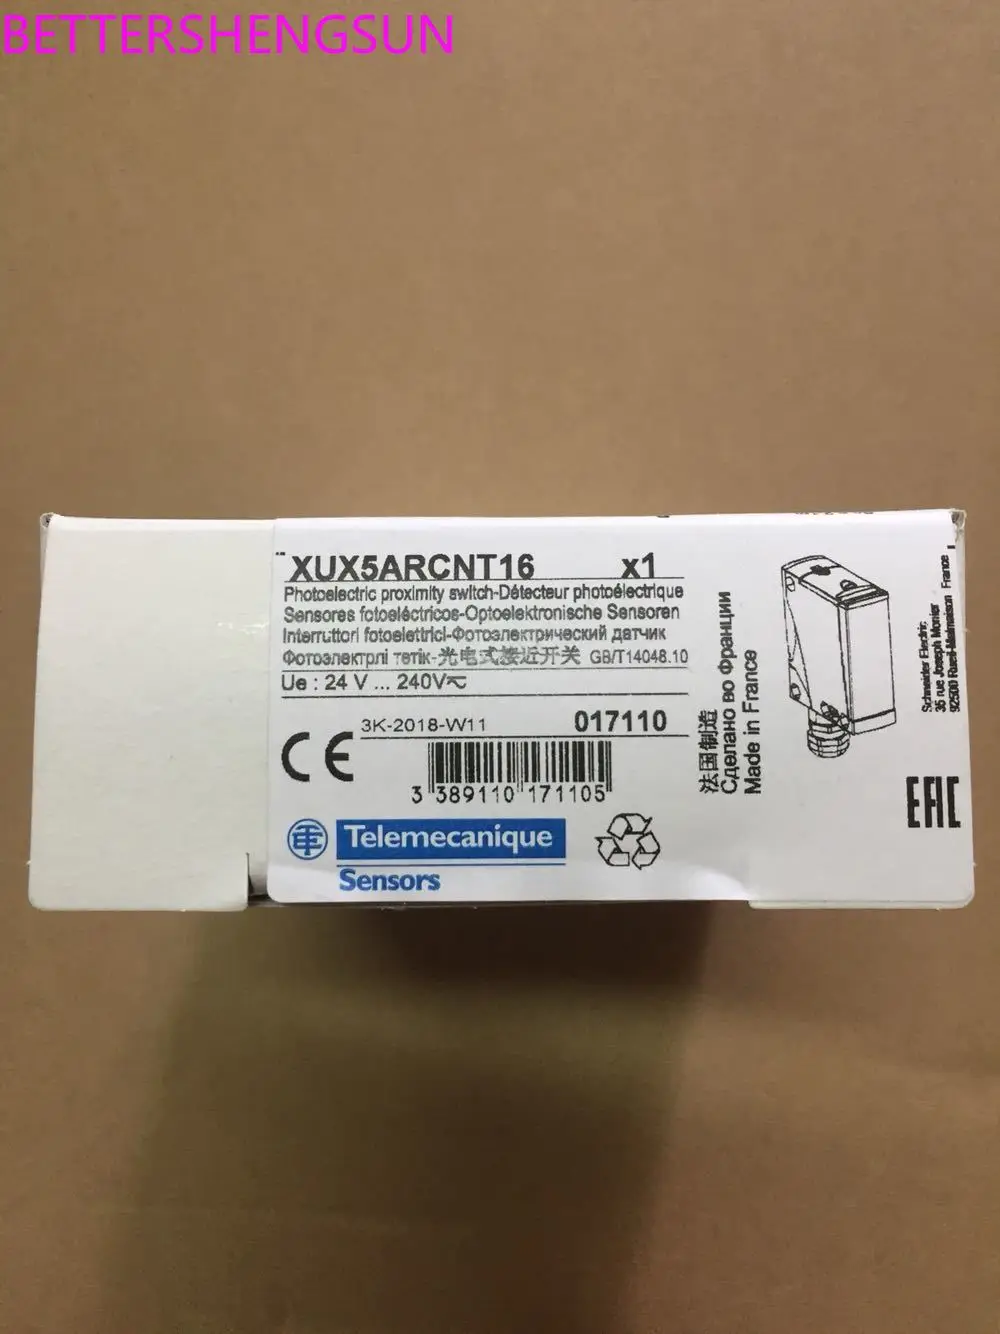 BETTERSHENGSUN
XUX5ARCNT16 x1
Photoelectric proximity switch-Détecteur photoélectrique
Sensores fotoeléctricos-Optoelektronische Sensoren
Interruttori fotoelettrici-Фотоэлектрический датчик
Фотоэлектрлі тетік-光电式接近开关 GB/T14048.10
Ue : 24 V ... 240V
3K-2018-W11 017110
CE
3 389110 171105
Telemecanique
Sensors
法国制造
Сделано во Франции
Made in France
Schneider Electric
35 rue Joseph Monier
92500 Rueil-Malmaison France
EAC